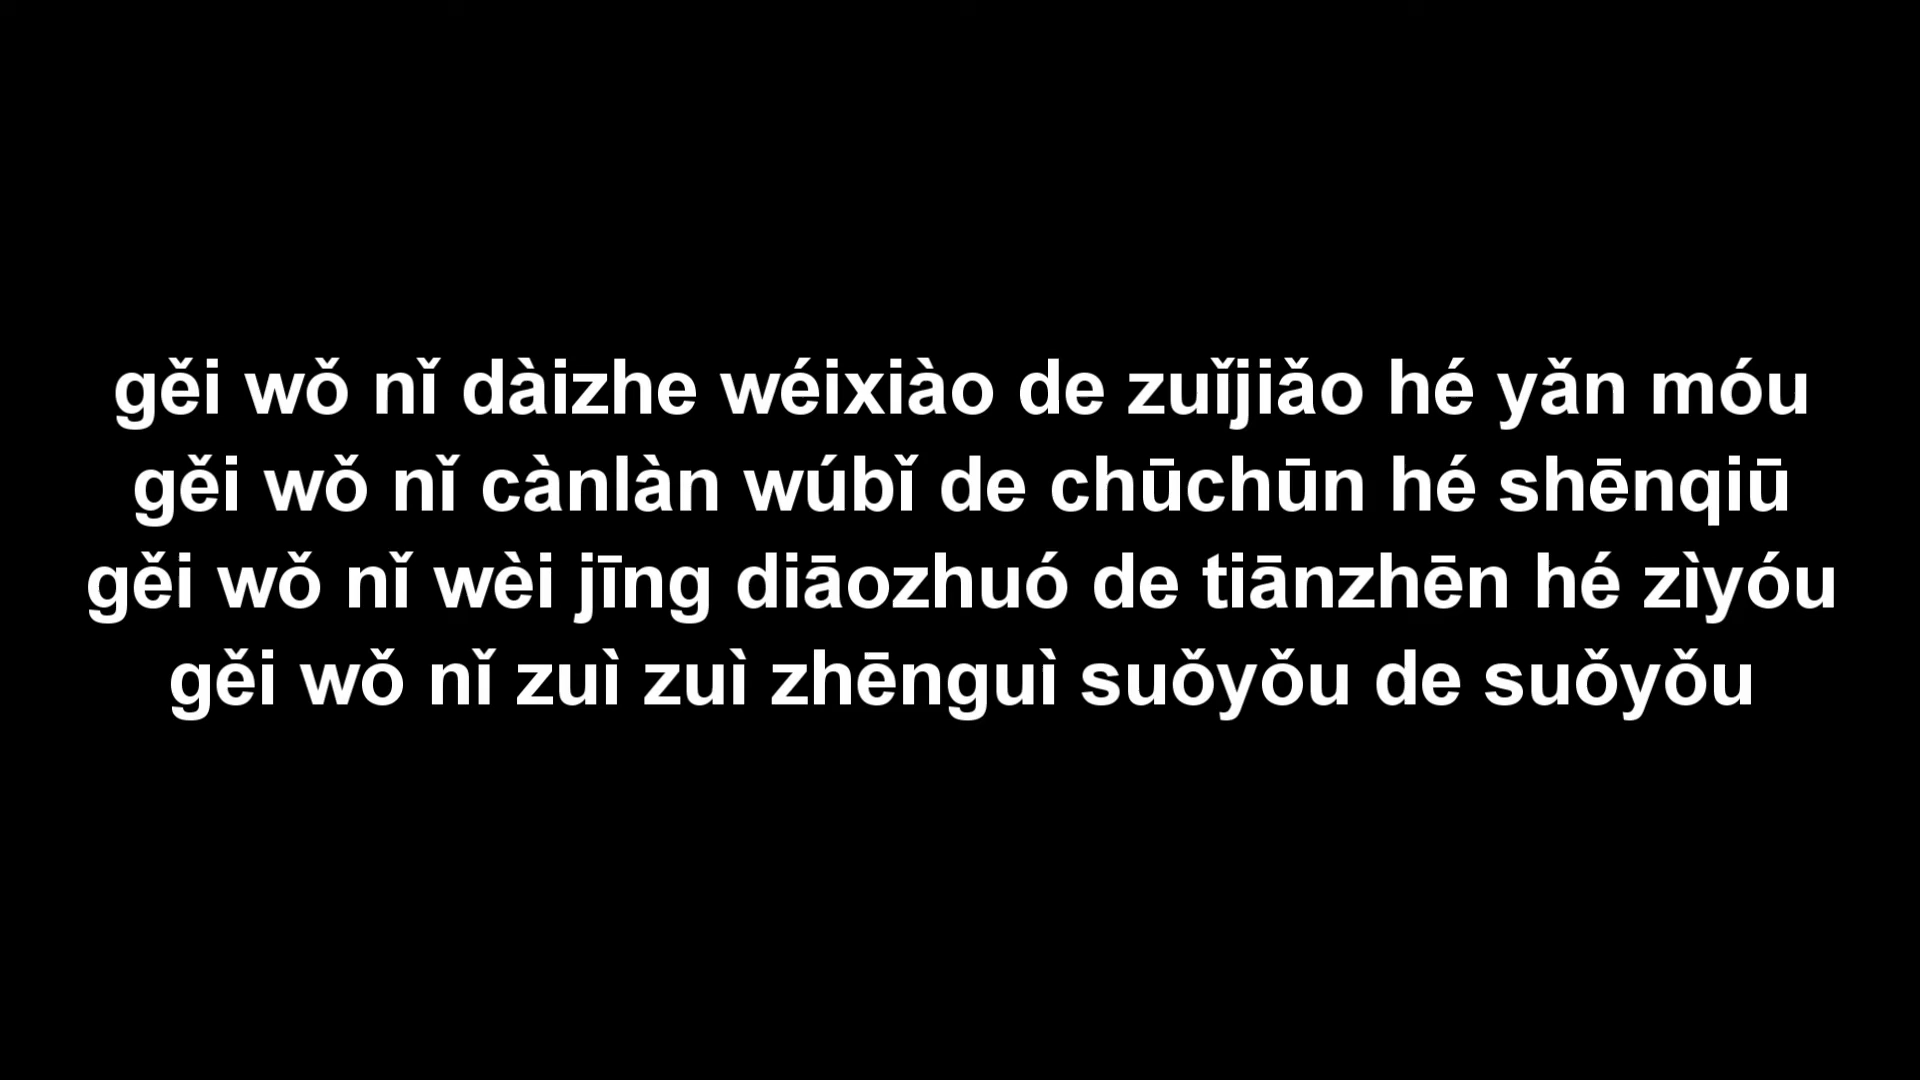 gěi wǒ nǐ dàizhe wéixiào de zuǐjiǎo hé yǎn móu
gěi wǒ nǐ cànlàn wúbǐ de chūchūn hé shēnqiū
gěi wǒ nǐ wèi jīng diāozhuó de tiānzhēn hé zìyóu
gěi wǒ nǐ zuì zuì zhēnguì suǒyǒu de suǒyǒu